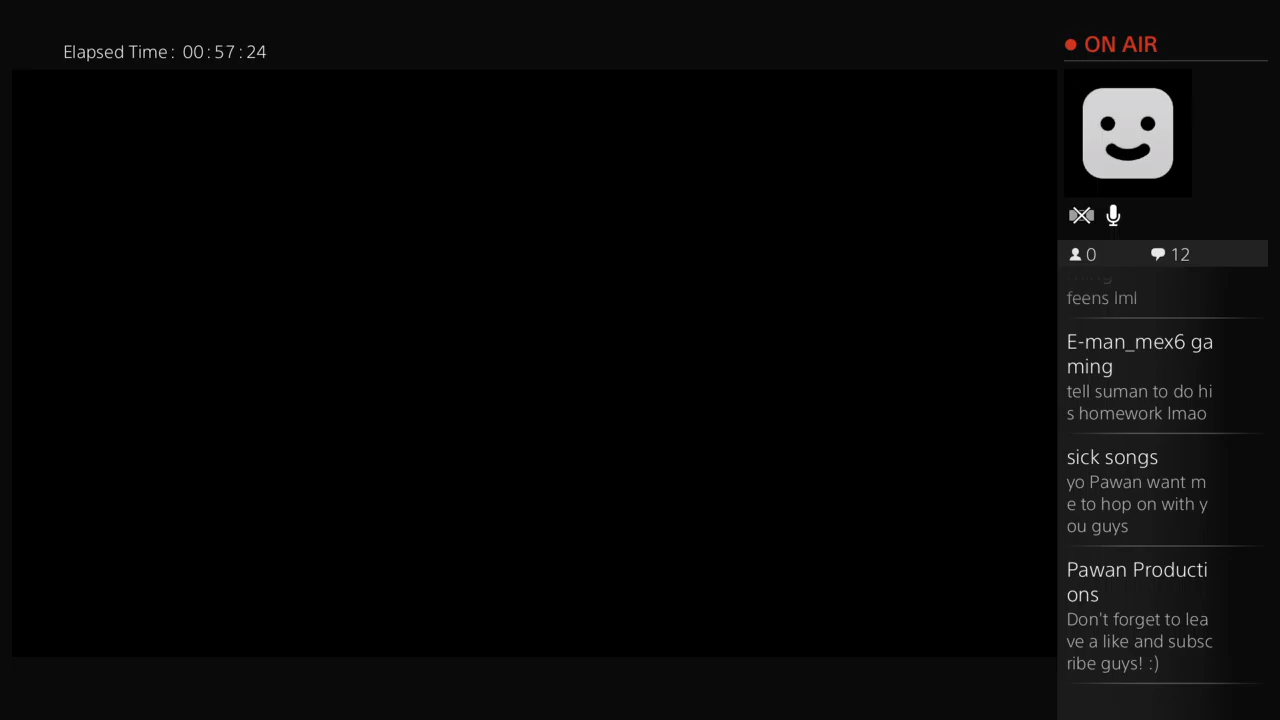 Elapsed Time: 00:57:24
ON AIR
0 12
feens lml
E-man_mex6 ga
ming
tell suman to do hi
s homework lmao
sick songs
yo Pawan want m
e to hop on with y
ou guys
Pawan Producti
ons
Don't forget to lea
ve a like and subsc
ribe guys! :)